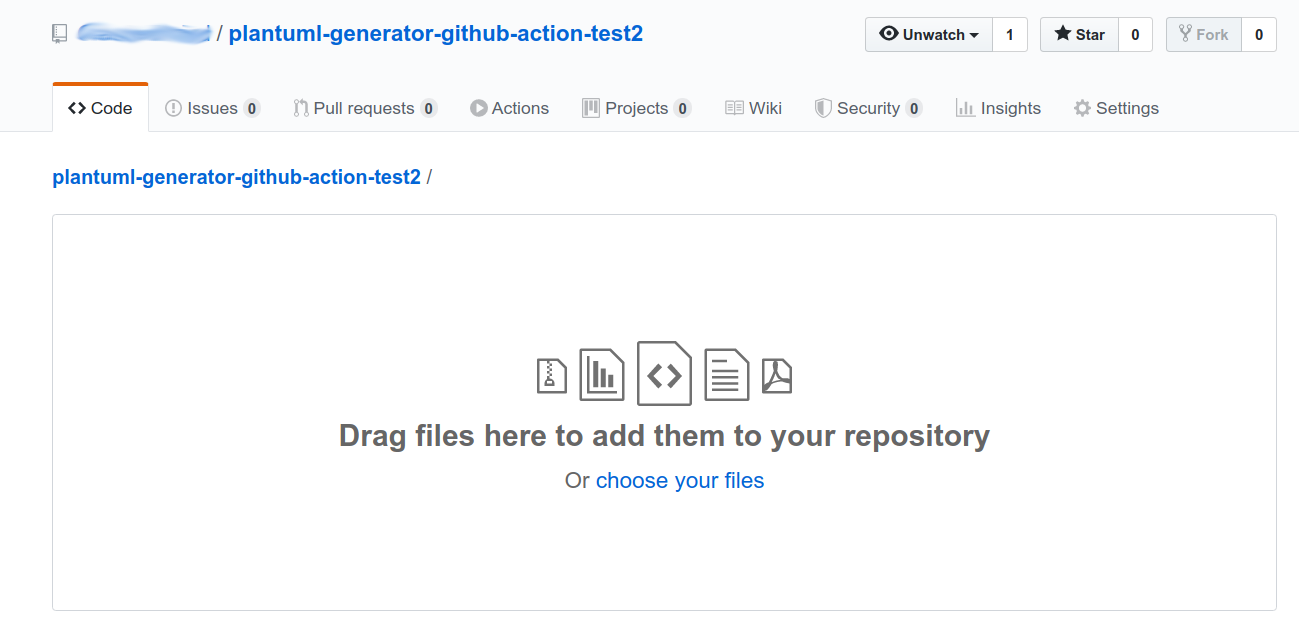 / plantuml-generator-github-action-test2 Unwatch 1 Star 0 Fork 0
Code Issues 0 Pull requests 0 Actions Projects 0 Wiki Security 0 Insights Settings
plantuml-generator-github-action-test2 /
Drag files here to add them to your repository
Or choose your files